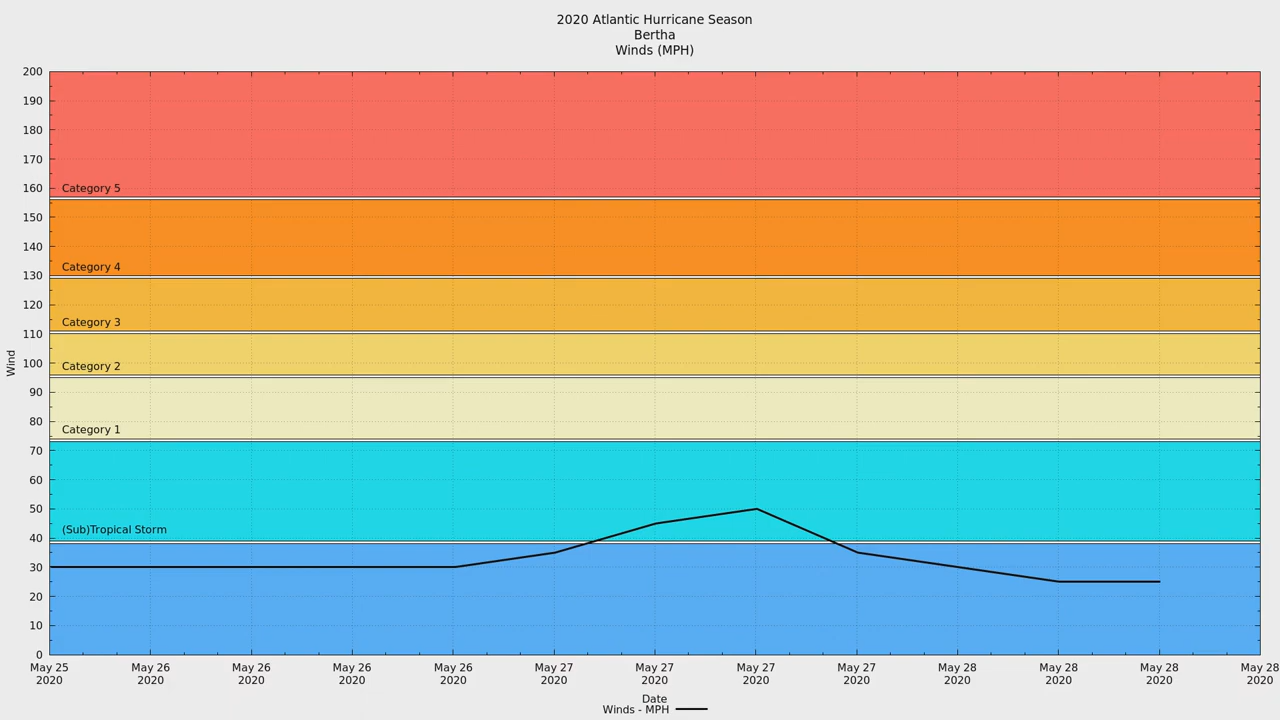 2020 Atlantic Hurricane Season
Bertha
Winds (MPH)
200
190
180
170
160
150
140
130
120
110
100
90
80
70
60
50
40
30
20
10
0
Wind
Category 5
Category 4
Category 3
Category 2
Category 1
(Sub)Tropical Storm
May 25 May 26 May 26 May 26 May 26 May 27 May 27 May 27 May 27 May 28 May 28 May 28 May 28
2020 2020 2020 2020 2020 2020 2020 2020 2020 2020 2020 2020 2020
Date
Winds - MPH